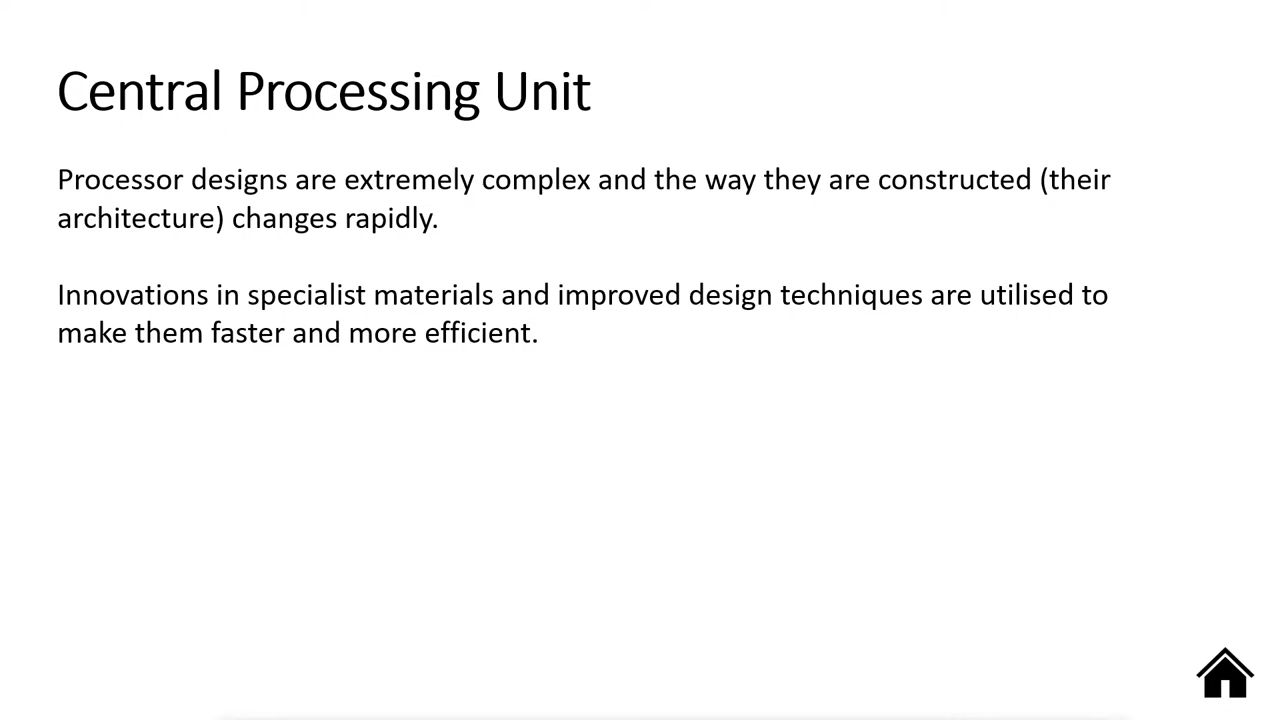 Central Processing Unit
Processor designs are extremely complex and the way they are constructed (their
architecture) changes rapidly.
Innovations in specialist materials and improved design techniques are utilised to
make them faster and more efficient.